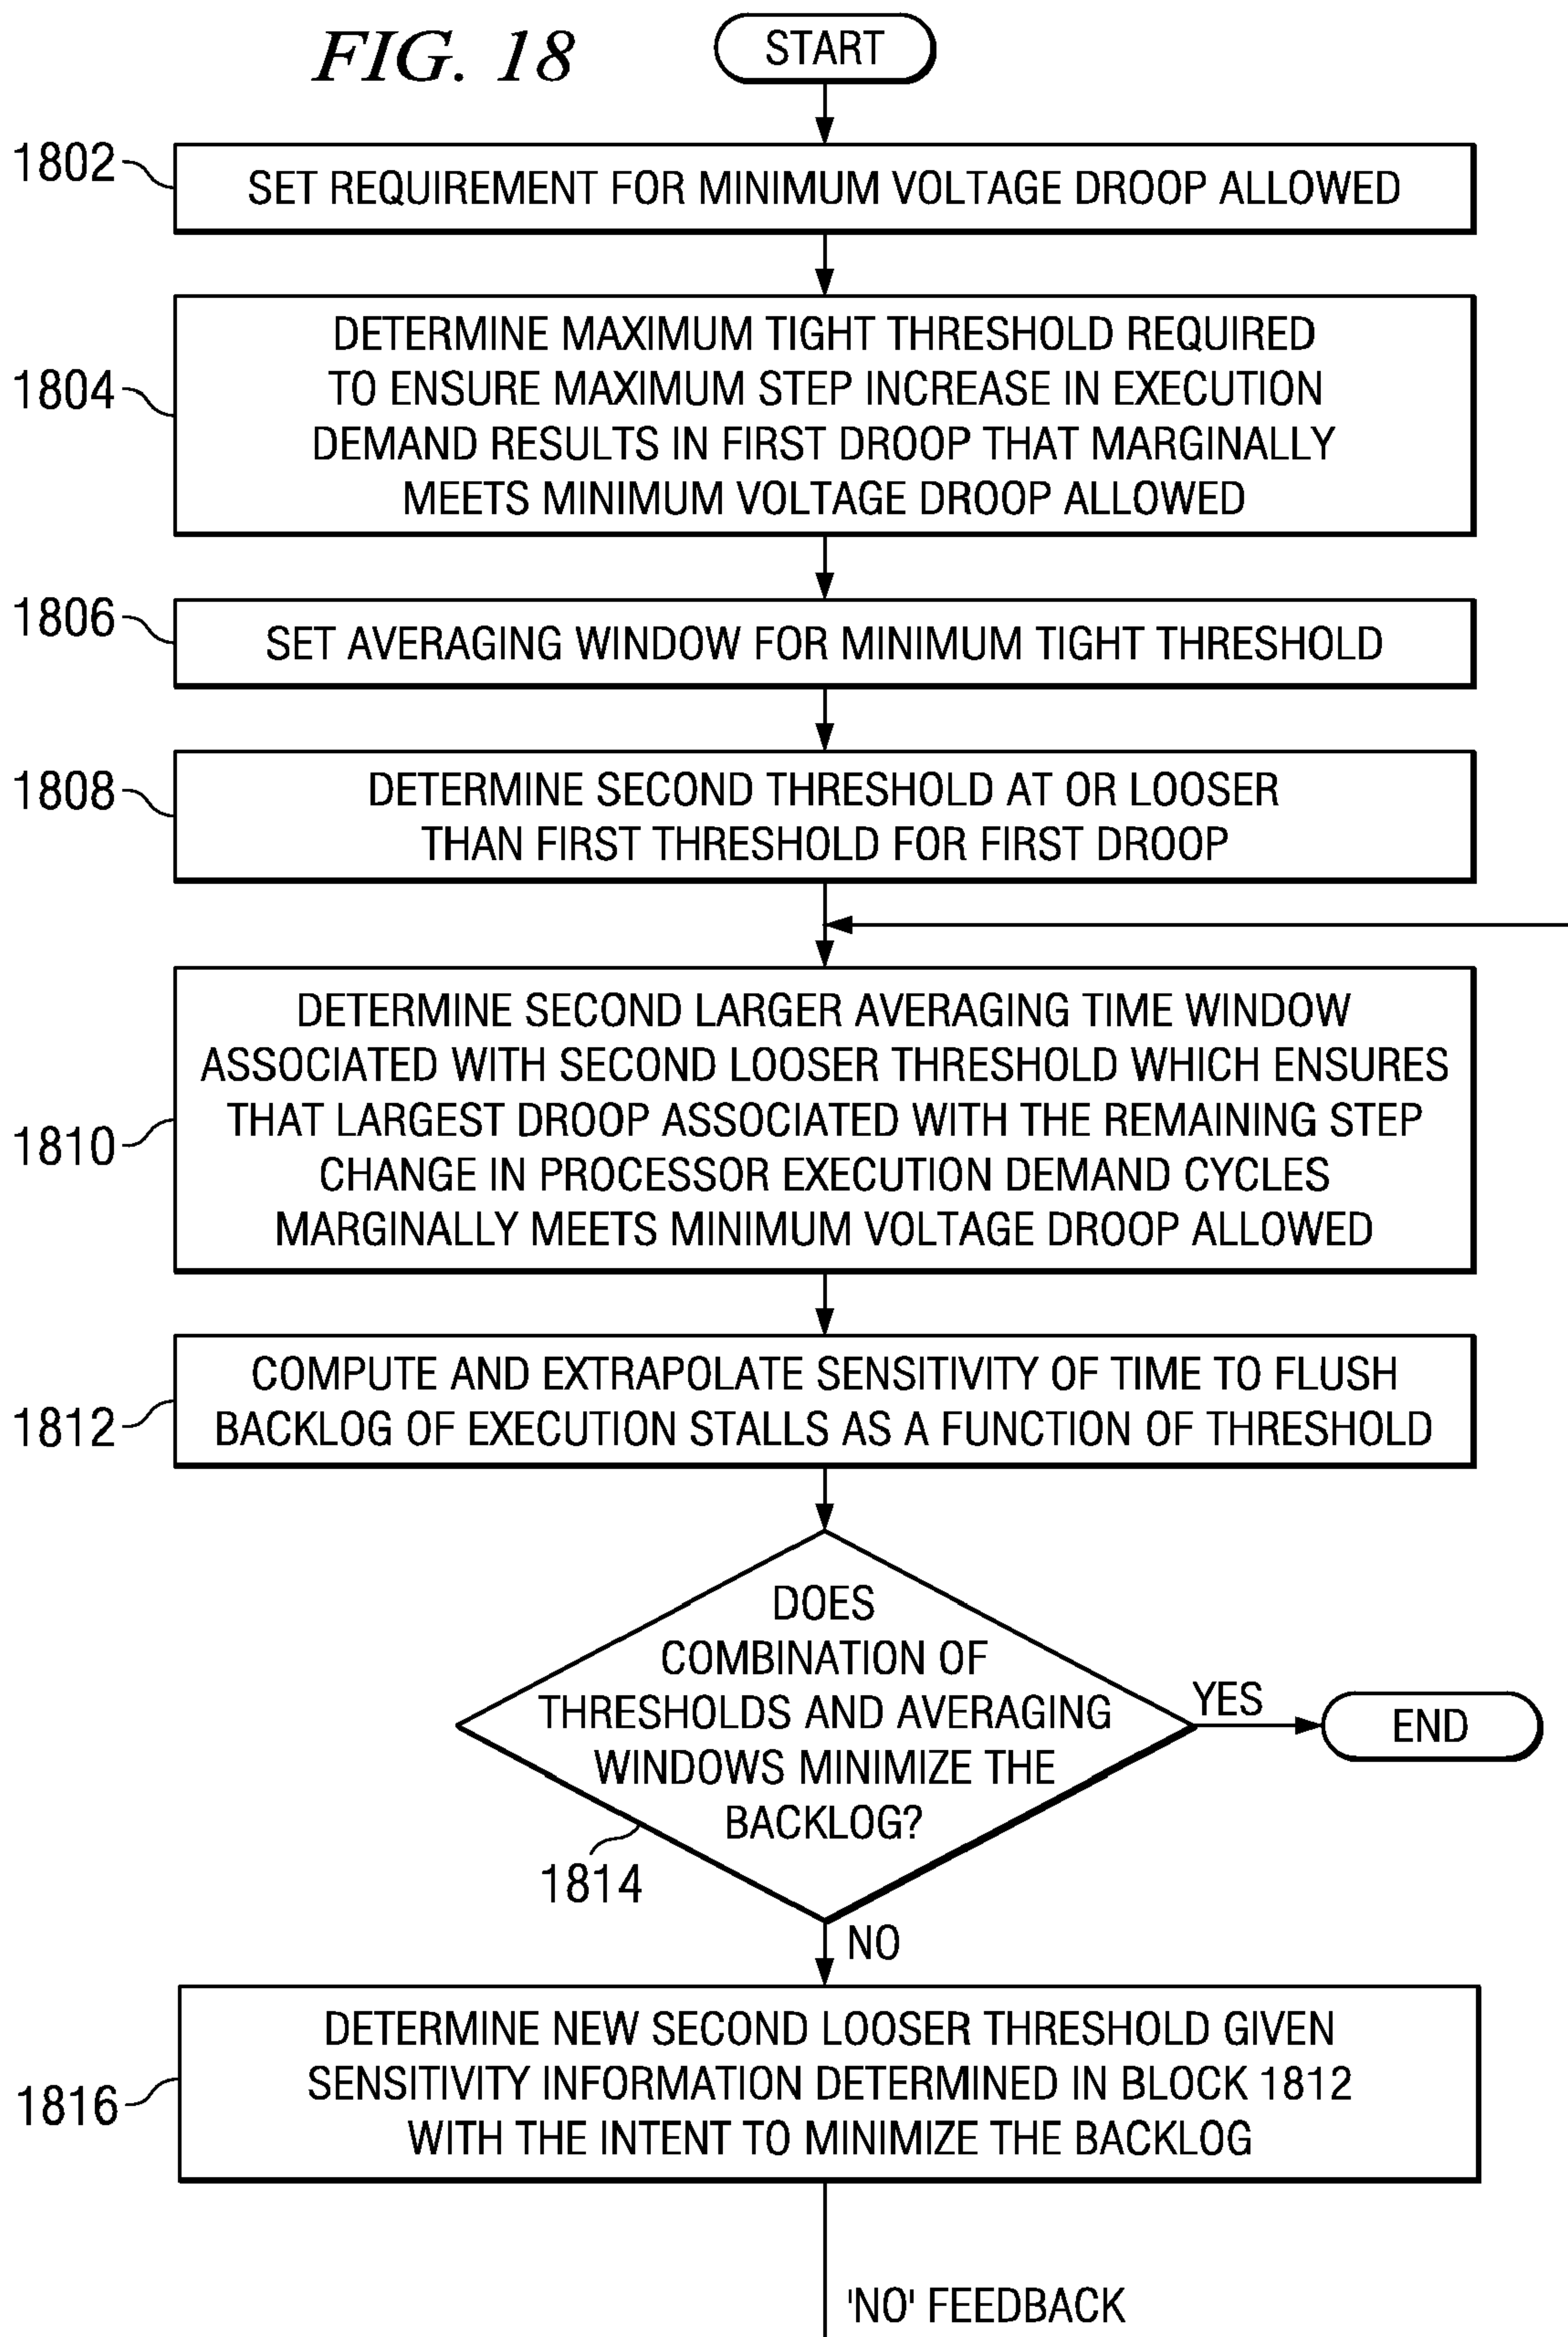 FIG. 18
START
1802
SET REQUIREMENT FOR MINIMUM VOLTAGE DROOP ALLOWED
1804
DETERMINE MAXIMUM TIGHT THRESHOLD REQUIRED
TO ENSURE MAXIMUM STEP INCREASE IN EXECUTION
DEMAND RESULTS IN FIRST DROOP THAT MARGINALLY
MEETS MINIMUM VOLTAGE DROOP ALLOWED
1806
SET AVERAGING WINDOW FOR MINIMUM TIGHT THRESHOLD
1808
DETERMINE SECOND THRESHOLD AT OR LOOSER
THAN FIRST THRESHOLD FOR FIRST DROOP
1810
DETERMINE SECOND LARGER AVERAGING TIME WINDOW
ASSOCIATED WITH SECOND LOOSER THRESHOLD WHICH ENSURES
THAT LARGEST DROOP ASSOCIATED WITH THE REMAINING STEP
CHANGE IN PROCESSOR EXECUTION DEMAND CYCLES
MARGINALLY MEETS MINIMUM VOLTAGE DROOP ALLOWED
1812
COMPUTE AND EXTRAPOLATE SENSITIVITY OF TIME TO FLUSH
BACKLOG OF EXECUTION STALLS AS A FUNCTION OF THRESHOLD
DOES
COMBINATION OF
THRESHOLDS AND AVERAGING
WINDOWS MINIMIZE THE
BACKLOG?
1814
YES
END
NO
1816
DETERMINE NEW SECOND LOOSER THRESHOLD GIVEN
SENSITIVITY INFORMATION DETERMINED IN BLOCK 1812
WITH THE INTENT TO MINIMIZE THE BACKLOG
'NO' FEEDBACK